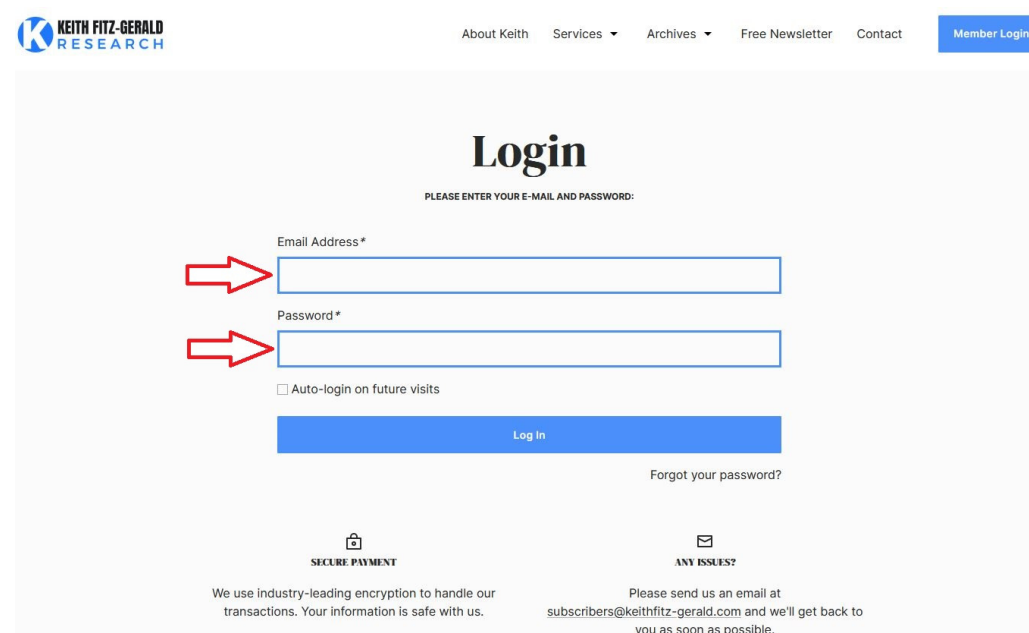 KEITH FITZ-GERALD
RESEARCH
About Keith Services Archives Free Newsletter Contact Member Login
Login
PLEASE ENTER YOUR E-MAIL AND PASSWORD:
Email Address*
Password*
Auto-login on future visits
Log In
Forgot your password?
SECURE PAYMENT
We use industry-leading encryption to handle our
transactions. Your information is safe with us.
ANY ISSUES?
Please send us an email at
subscribers@keithfitz-gerald.com and we'll get back to
you as soon as possible.